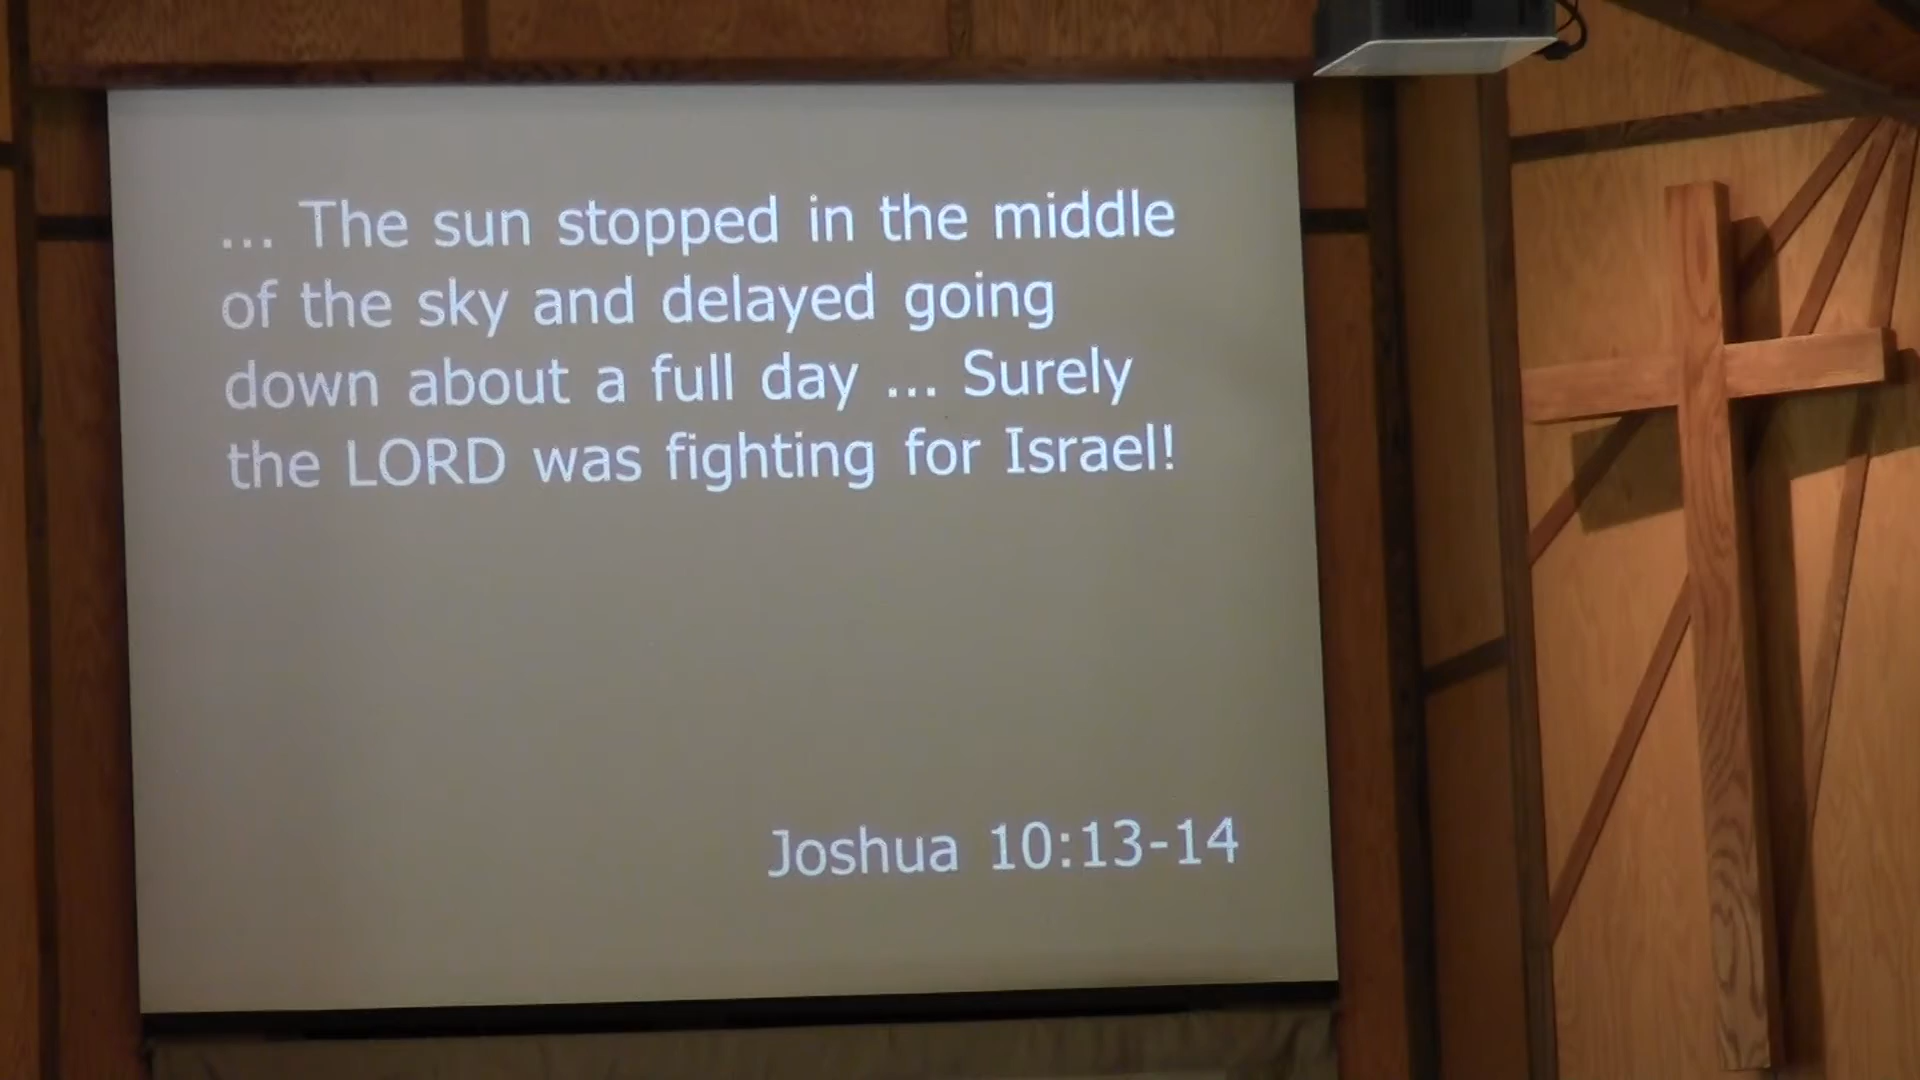 ... The sun stopped in the middle
of the sky and delayed going
down about a full day ... Surely
the LORD was fighting for Israel!
Joshua 10:13-14